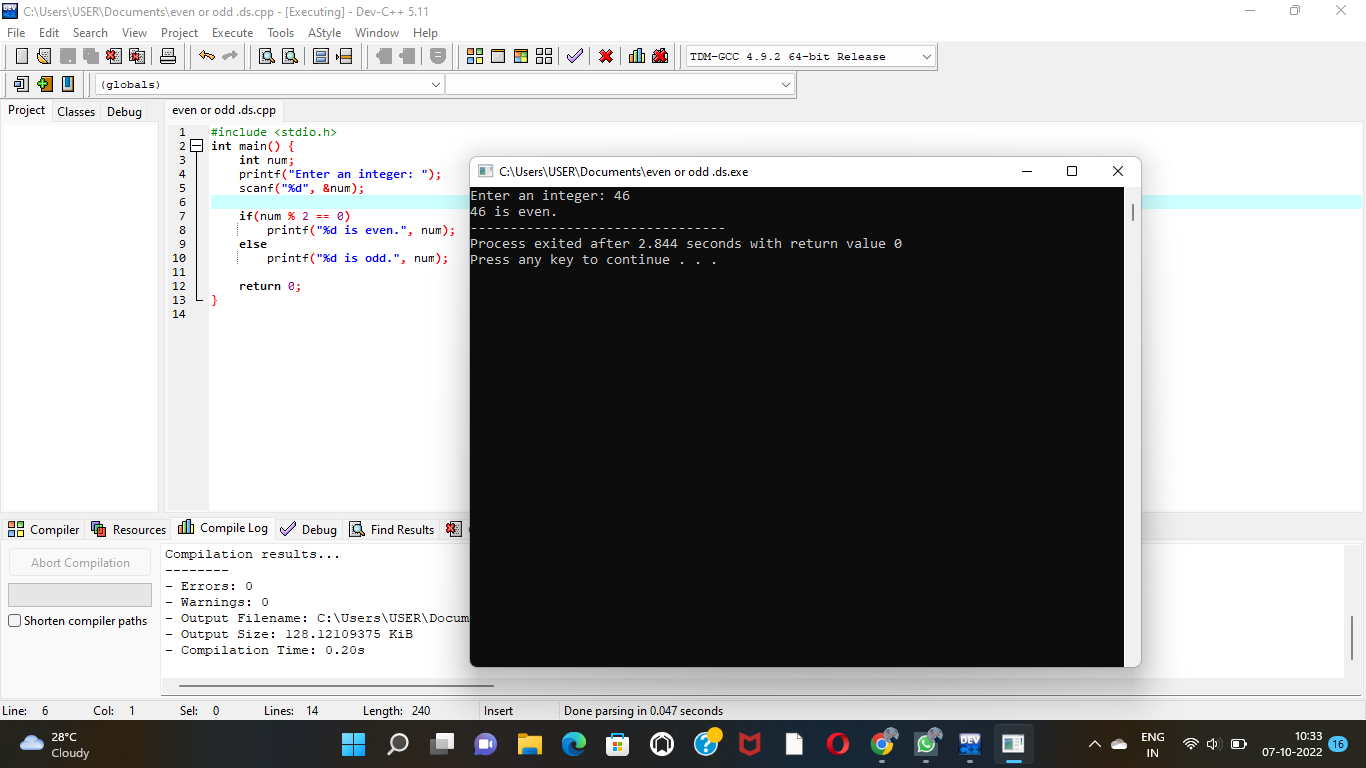 C:\Users\USER\Documents\even or odd .ds.cpp - [Executing] - Dev-C++ 5.11
File Edit Search View Project Execute Tools AStyle Window Help
TDM-GCC 4.9.2 64-bit Release
(globals)
Project Classes Debug
even or odd .ds.cpp
1 #include <stdio.h>
2 int main() {
3 int num;
4 printf("Enter an integer: ");
5 scanf("%d", &num);
6
7 if(num % 2 == 0)
8 printf("%d is even.", num);
9 else
10 printf("%d is odd.", num);
11
12 return 0;
13 }
14
C:\Users\USER\Documents\even or odd .ds.exe
Enter an integer: 46
46 is even.
--------------------------------
Process exited after 2.844 seconds with return value 0
Press any key to continue . . .
Compiler Resources Compile Log Debug Find Results
Abort Compilation
Shorten compiler paths
Compilation results...
--------
- Errors: 0
- Warnings: 0
- Output Filename: C:\Users\USER\Docum
- Output Size: 128.12109375 KiB
- Compilation Time: 0.20s
Line: 6 Col: 1 Sel: 0 Lines: 14 Length: 240 Insert Done parsing in 0.047 seconds
28°C
Cloudy
DEV
ENG
IN
10:33
07-10-2022
16